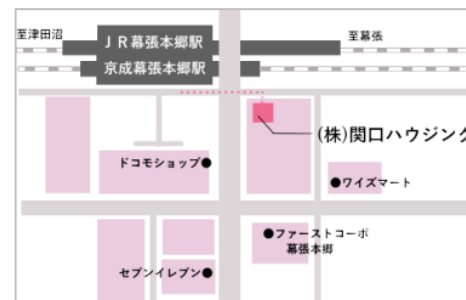 至津田沼
JR幕張本郷駅
至幕張
京成幕張本郷駅
(株)関口ハウジング
ドコモショップ
ワイズマート
ファーストコーポ
幕張本郷
セブンイレブン